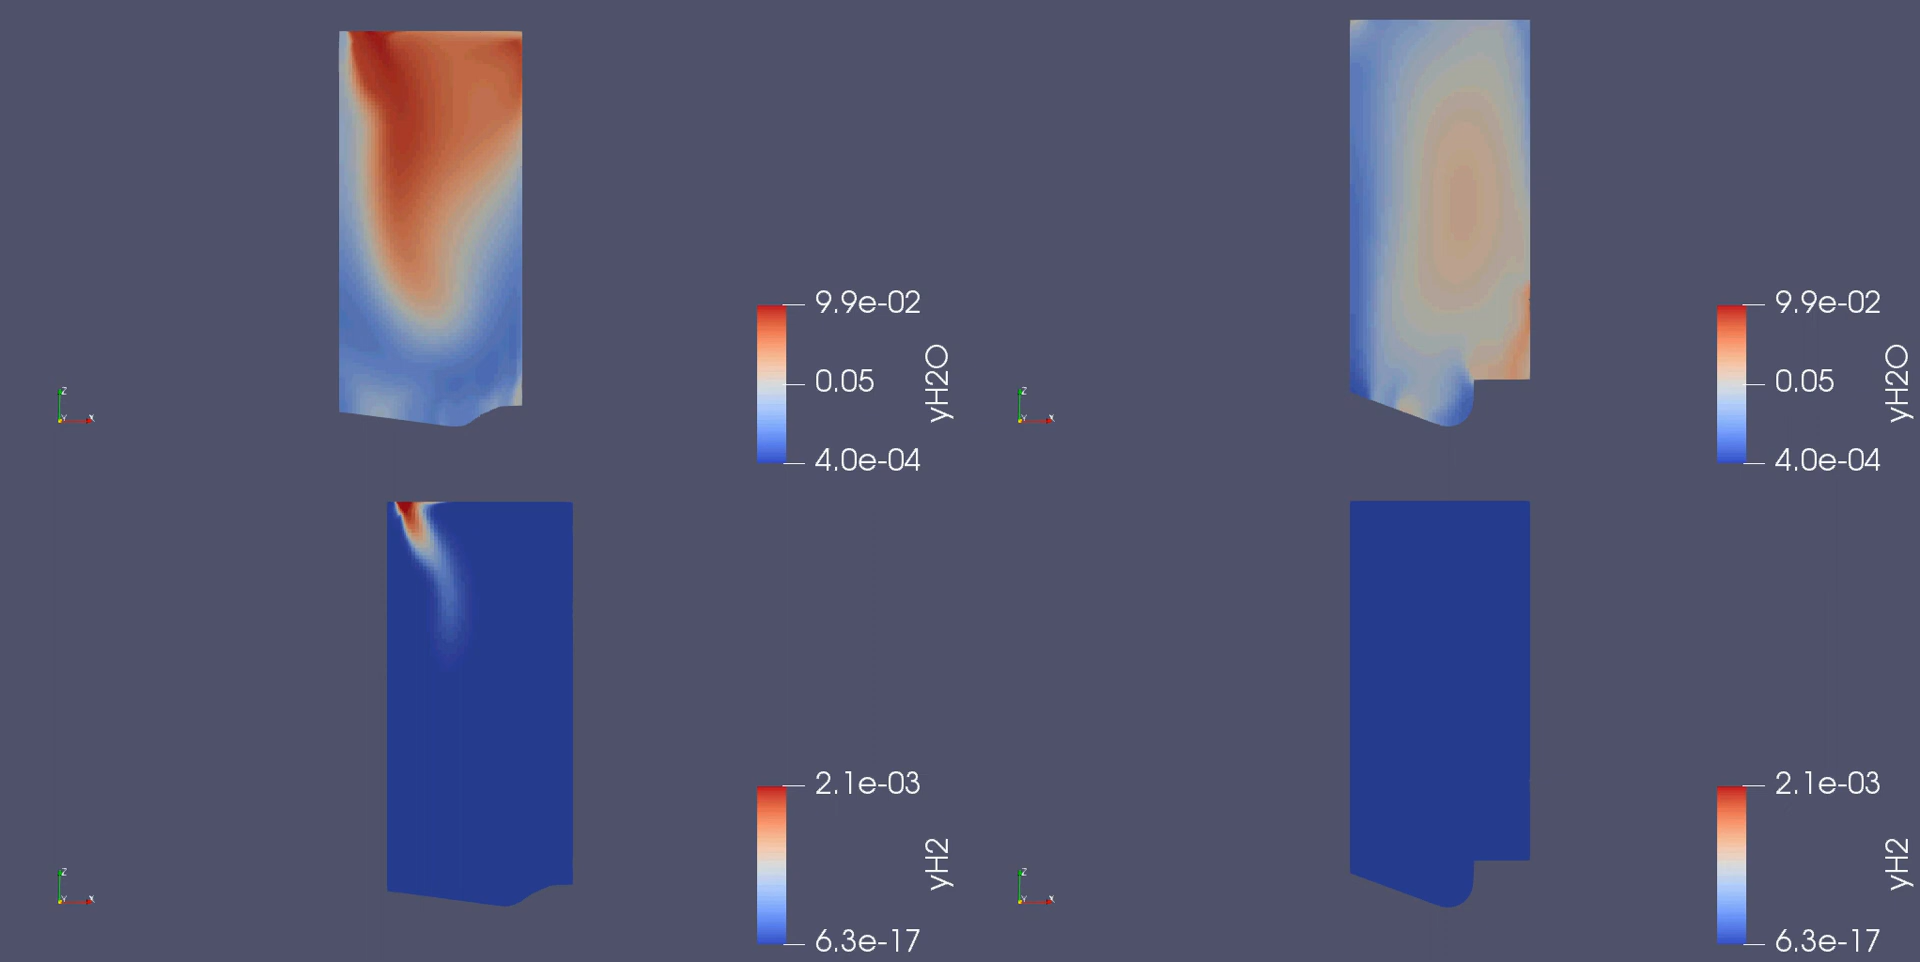 9.9e-02
0.05
4.0e-04
yH2O
Z
Y
X
9.9e-02
0.05
4.0e-04
yH2O
Z
Y
X
2.1e-03
6.3e-17
yH2
Z
Y
X
2.1e-03
6.3e-17
yH2
Z
Y
X